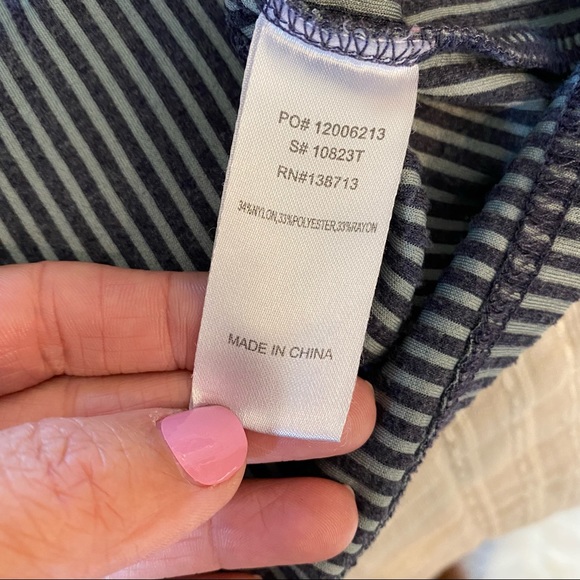 PO# 12006213
S# 10823T
RN#138713
34%NYLON,33%POLYESTER,33%RAYON
MADE IN CHINA